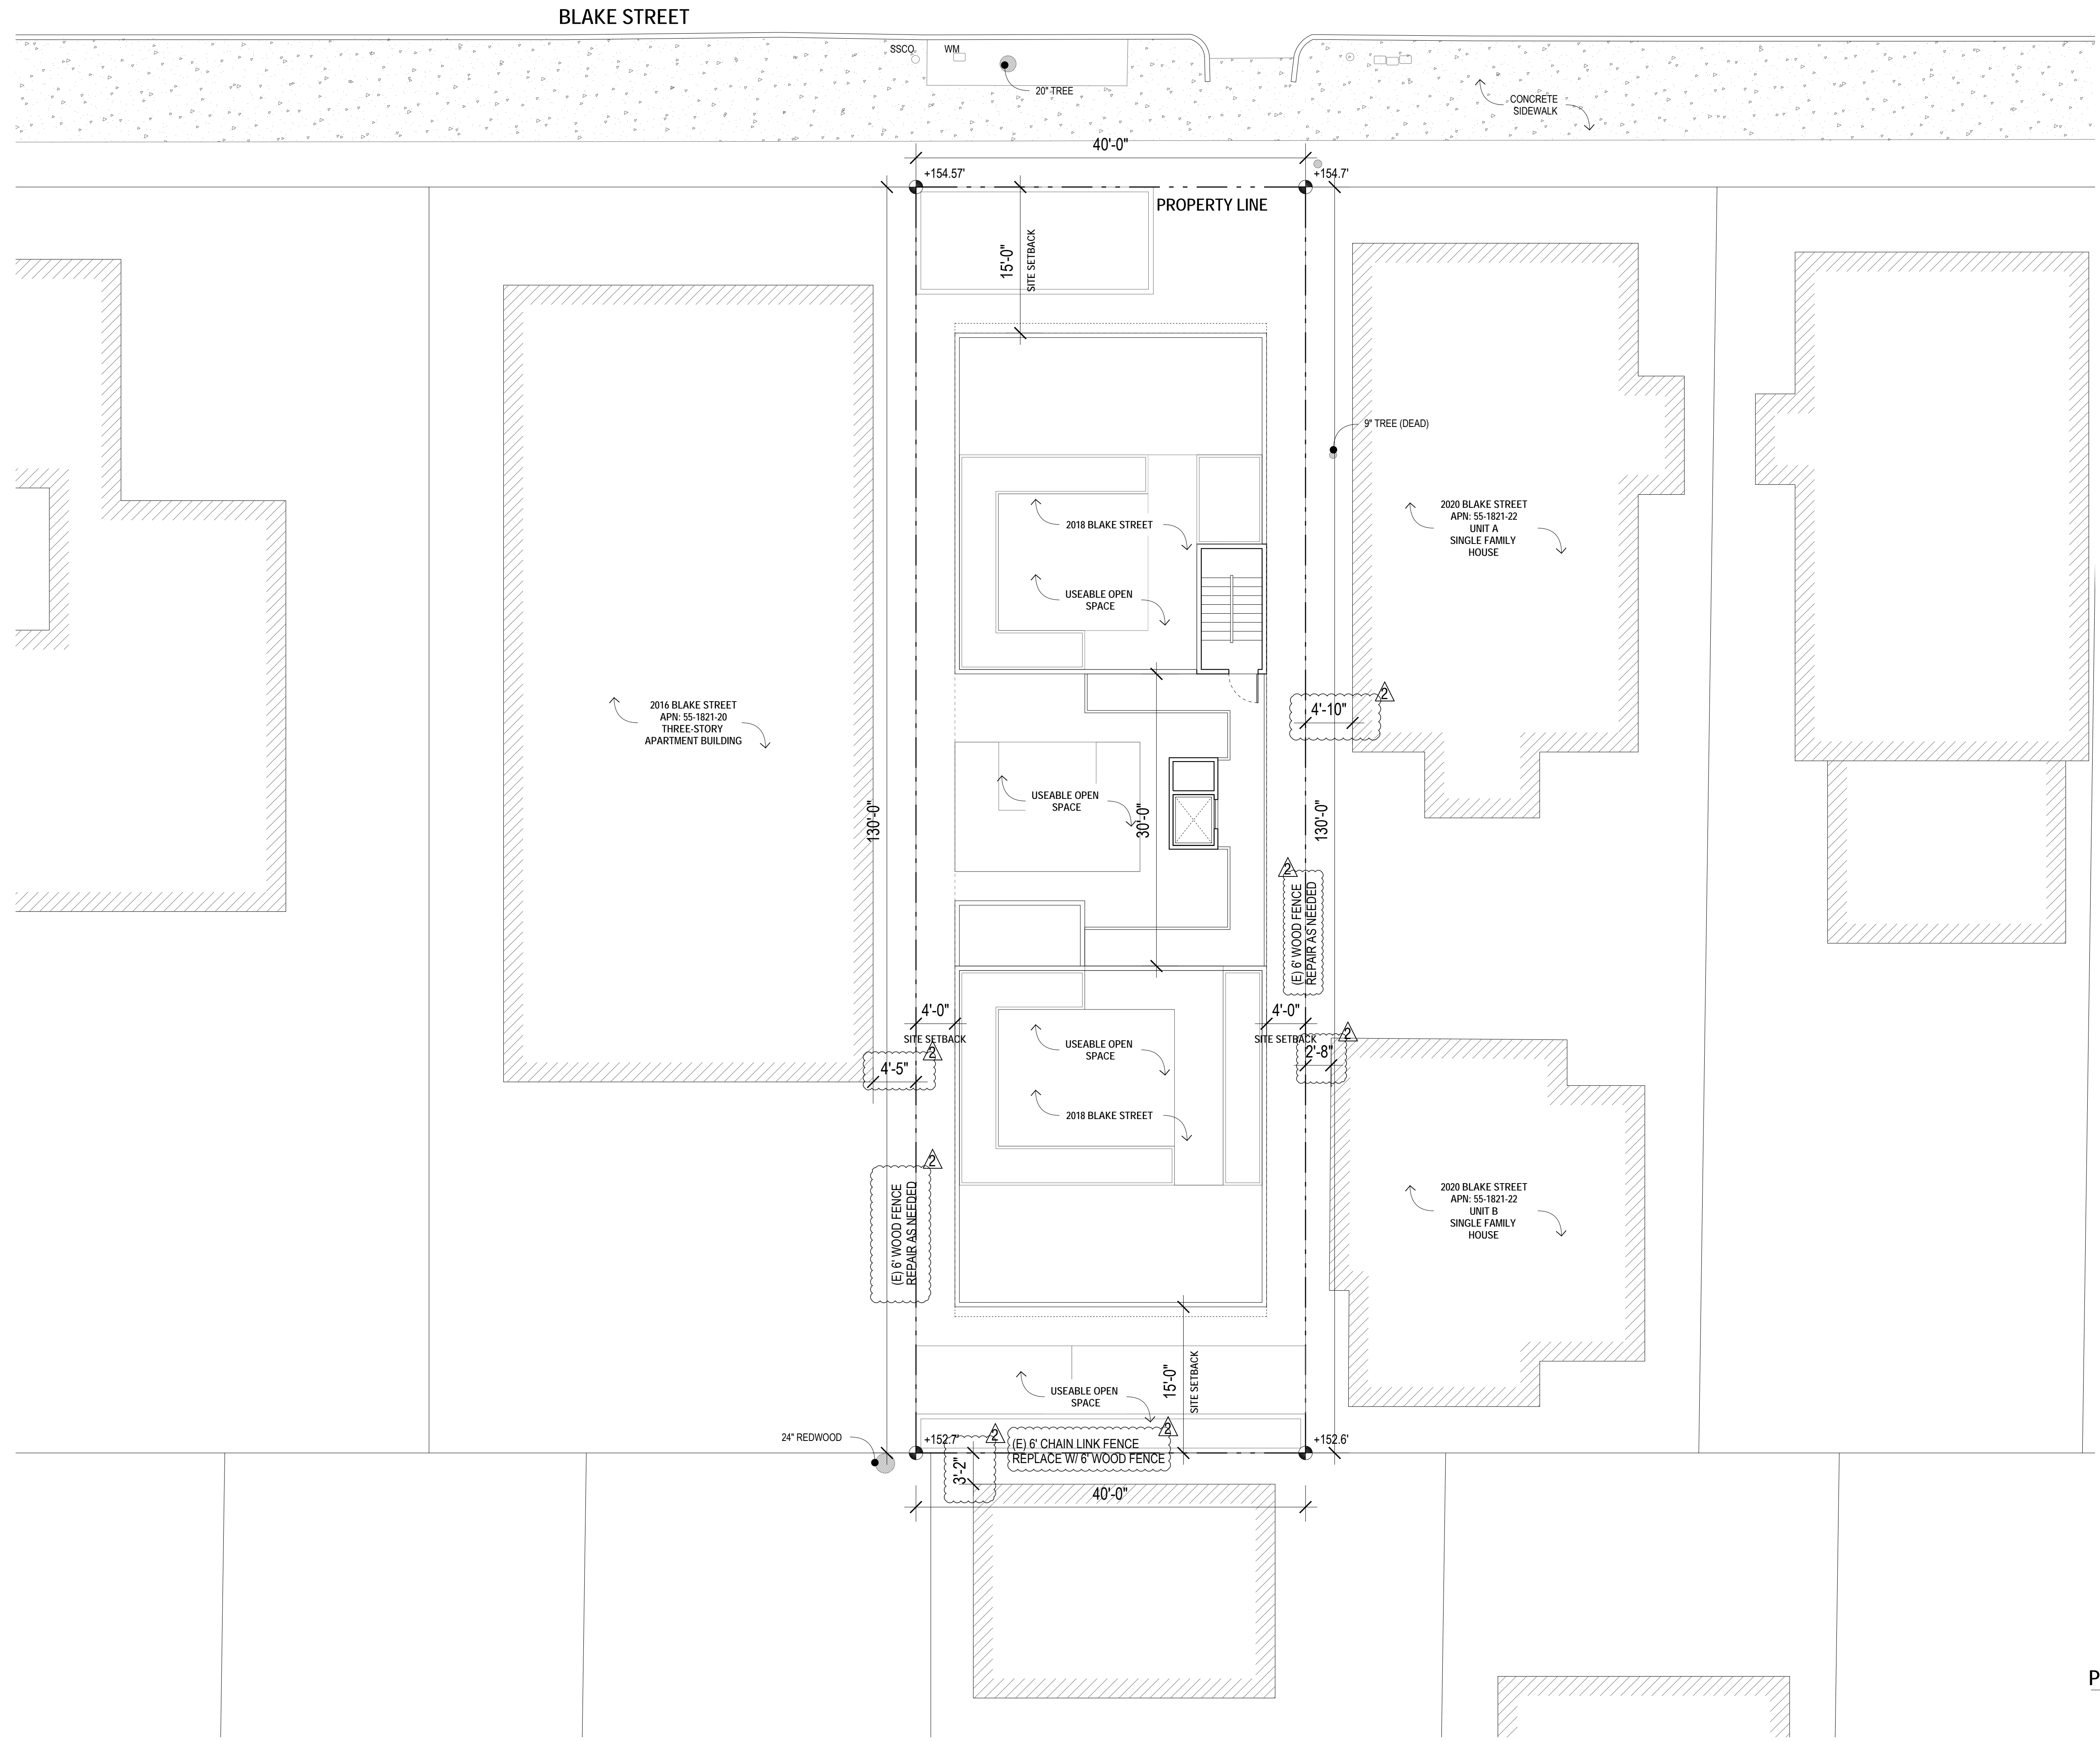 BLAKE STREET
SSCO
WM
20" TREE
CONCRETE
SIDEWALK
40'-0"
+154.57'
+154.7'
PROPERTY LINE
15'-0"
SITE SETBACK
9" TREE (DEAD)
2018 BLAKE STREET
USEABLE OPEN
SPACE
2020 BLAKE STREET
APN: 55-1821-22
UNIT A
SINGLE FAMILY
HOUSE
2016 BLAKE STREET
APN: 55-1821-20
THREE-STORY
APARTMENT BUILDING
2
4'-10"
130'-0"
USEABLE OPEN
SPACE
30'-0"
130'-0"
2
(E) 6' WOOD FENCE
REPAIR AS NEEDED
4'-0"
SITE SETBACK
4'-0"
SITE SETBACK
2
4'-5"
2
2'-8"
USEABLE OPEN
SPACE
2018 BLAKE STREET
2
(E) 6' WOOD FENCE
REPAIR AS NEEDED
2020 BLAKE STREET
APN: 55-1821-22
UNIT B
SINGLE FAMILY
HOUSE
15'-0"
SITE SETBACK
USEABLE OPEN
SPACE
24" REDWOOD
+152.7'
2
3'-2"
2
(E) 6' CHAIN LINK FENCE
REPLACE W/ 6' WOOD FENCE
+152.6'
40'-0"
P